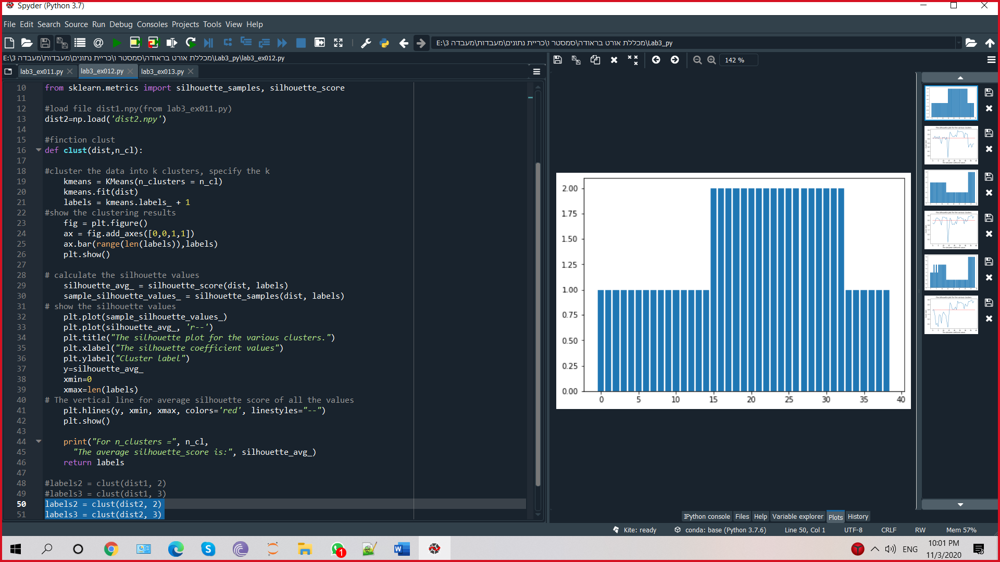 Spyder (Python 3.7)
File Edit Search Source Run Debug Consoles Projects Tools View Help
E:\מכללת אורט בראודה\סמסטר ו\כריית נתונים\מעבדות\מעבדה 3\Lab3_py
E:\מכללת אורט בראודה\סמסטר ו\כריית נתונים\מעבדות\מעבדה 3\Lab3_py\lab3_ex012.py
142 %
lab3_ex011.py lab3_ex012.py lab3_ex013.py
10 from sklearn.metrics import silhouette_samples, silhouette_score
11
12 #load file dist1.npy(from lab3_ex011.py)
13 dist2=np.load('dist2.npy')
14
15 #finction clust
16 def clust(dist,n_cl):
17
18 #cluster the data into k clusters, specify the k
19 kmeans = KMeans(n_clusters = n_cl)
20 kmeans.fit(dist)
21 labels = kmeans.labels_ + 1
22 #show the clustering results
23 fig = plt.figure()
24 ax = fig.add_axes([0,0,1,1])
25 ax.bar(range(len(labels)),labels)
26 plt.show()
27
28 # calculate the silhouette values
29 silhouette_avg_ = silhouette_score(dist, labels)
30 sample_silhouette_values_ = silhouette_samples(dist, labels)
31 # show the silhouette values
32 plt.plot(sample_silhouette_values_)
33 plt.plot(silhouette_avg_, 'r--')
34 plt.title("The silhouette plot for the various clusters.")
35 plt.xlabel("The silhouette coefficient values")
36 plt.ylabel("Cluster label")
37 y=silhouette_avg_
38 xmin=0
39 xmax=len(labels)
40 # The vertical line for average silhouette score of all the values
41 plt.hlines(y, xmin, xmax, colors='red', linestyles="--")
42 plt.show()
43
44 print("For n_clusters =", n_cl,
45 "The average silhouette_score is:", silhouette_avg_)
46 return labels
47
48 #labels2 = clust(dist1, 2)
49 #labels3 = clust(dist1, 3)
50 labels2 = clust(dist2, 2)
51 labels3 = clust(dist2, 3)
2.00
1.75
1.50
1.25
1.00
0.75
0.50
0.25
0.00
0 5 10 15 20 25 30 35 40
IPython console Files Help Variable explorer Plots History
Kite: ready conda: base (Python 3.7.6) Line 50, Col 1 UTF-8 CRLF RW Mem 57%
1
ENG
10:01 PM
11/3/2020